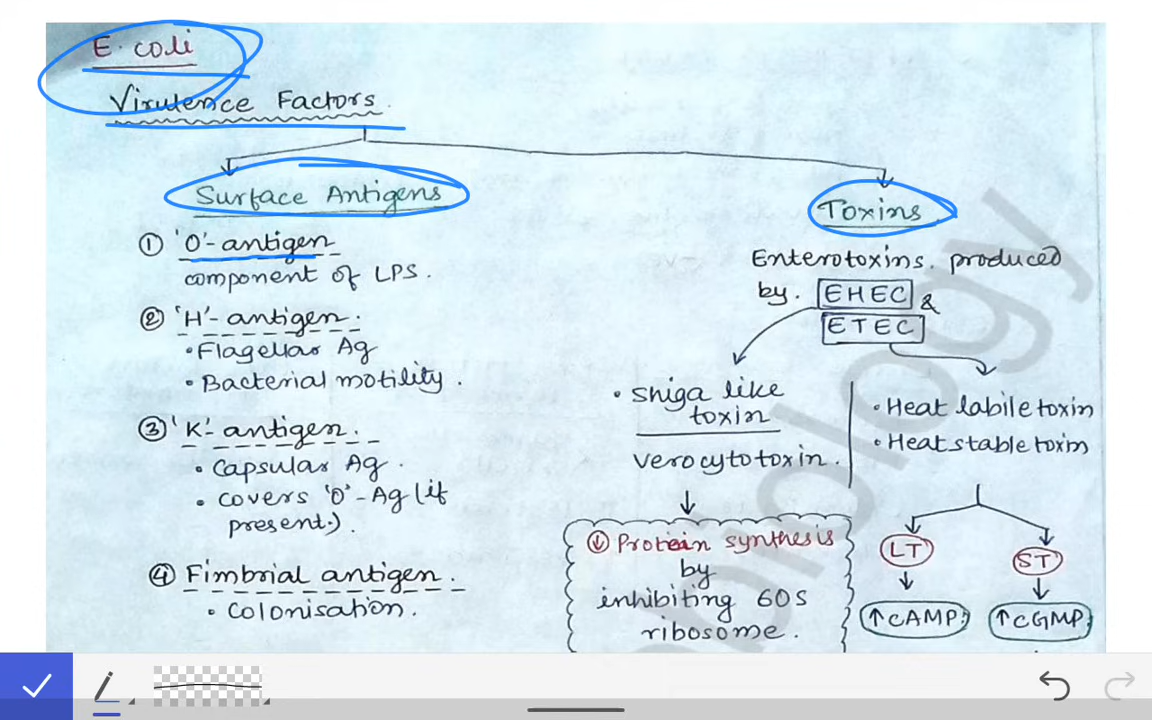 E. coli
Virulence Factors.
Surface Antigens
① 'O'-antigen
component of LPS.
② 'H'-antigen.
•Flagellar Ag
•Bacterial motility.
③ 'K'-antigen.
•Capsular Ag.
•covers 'O'-Ag (if
present.).
④ Fimbrial antigen.
•Colonisation.
Toxins
Enterotoxins. produced
by. EHEC &
ETEC
•Shiga like
toxin
verocytotoxin.
↓ Protein synthesis
by
inhibiting 60S
ribosome.
•Heat labile toxin
•Heat stable toxin
LT ST
↑cAMP. ↑cGMP.